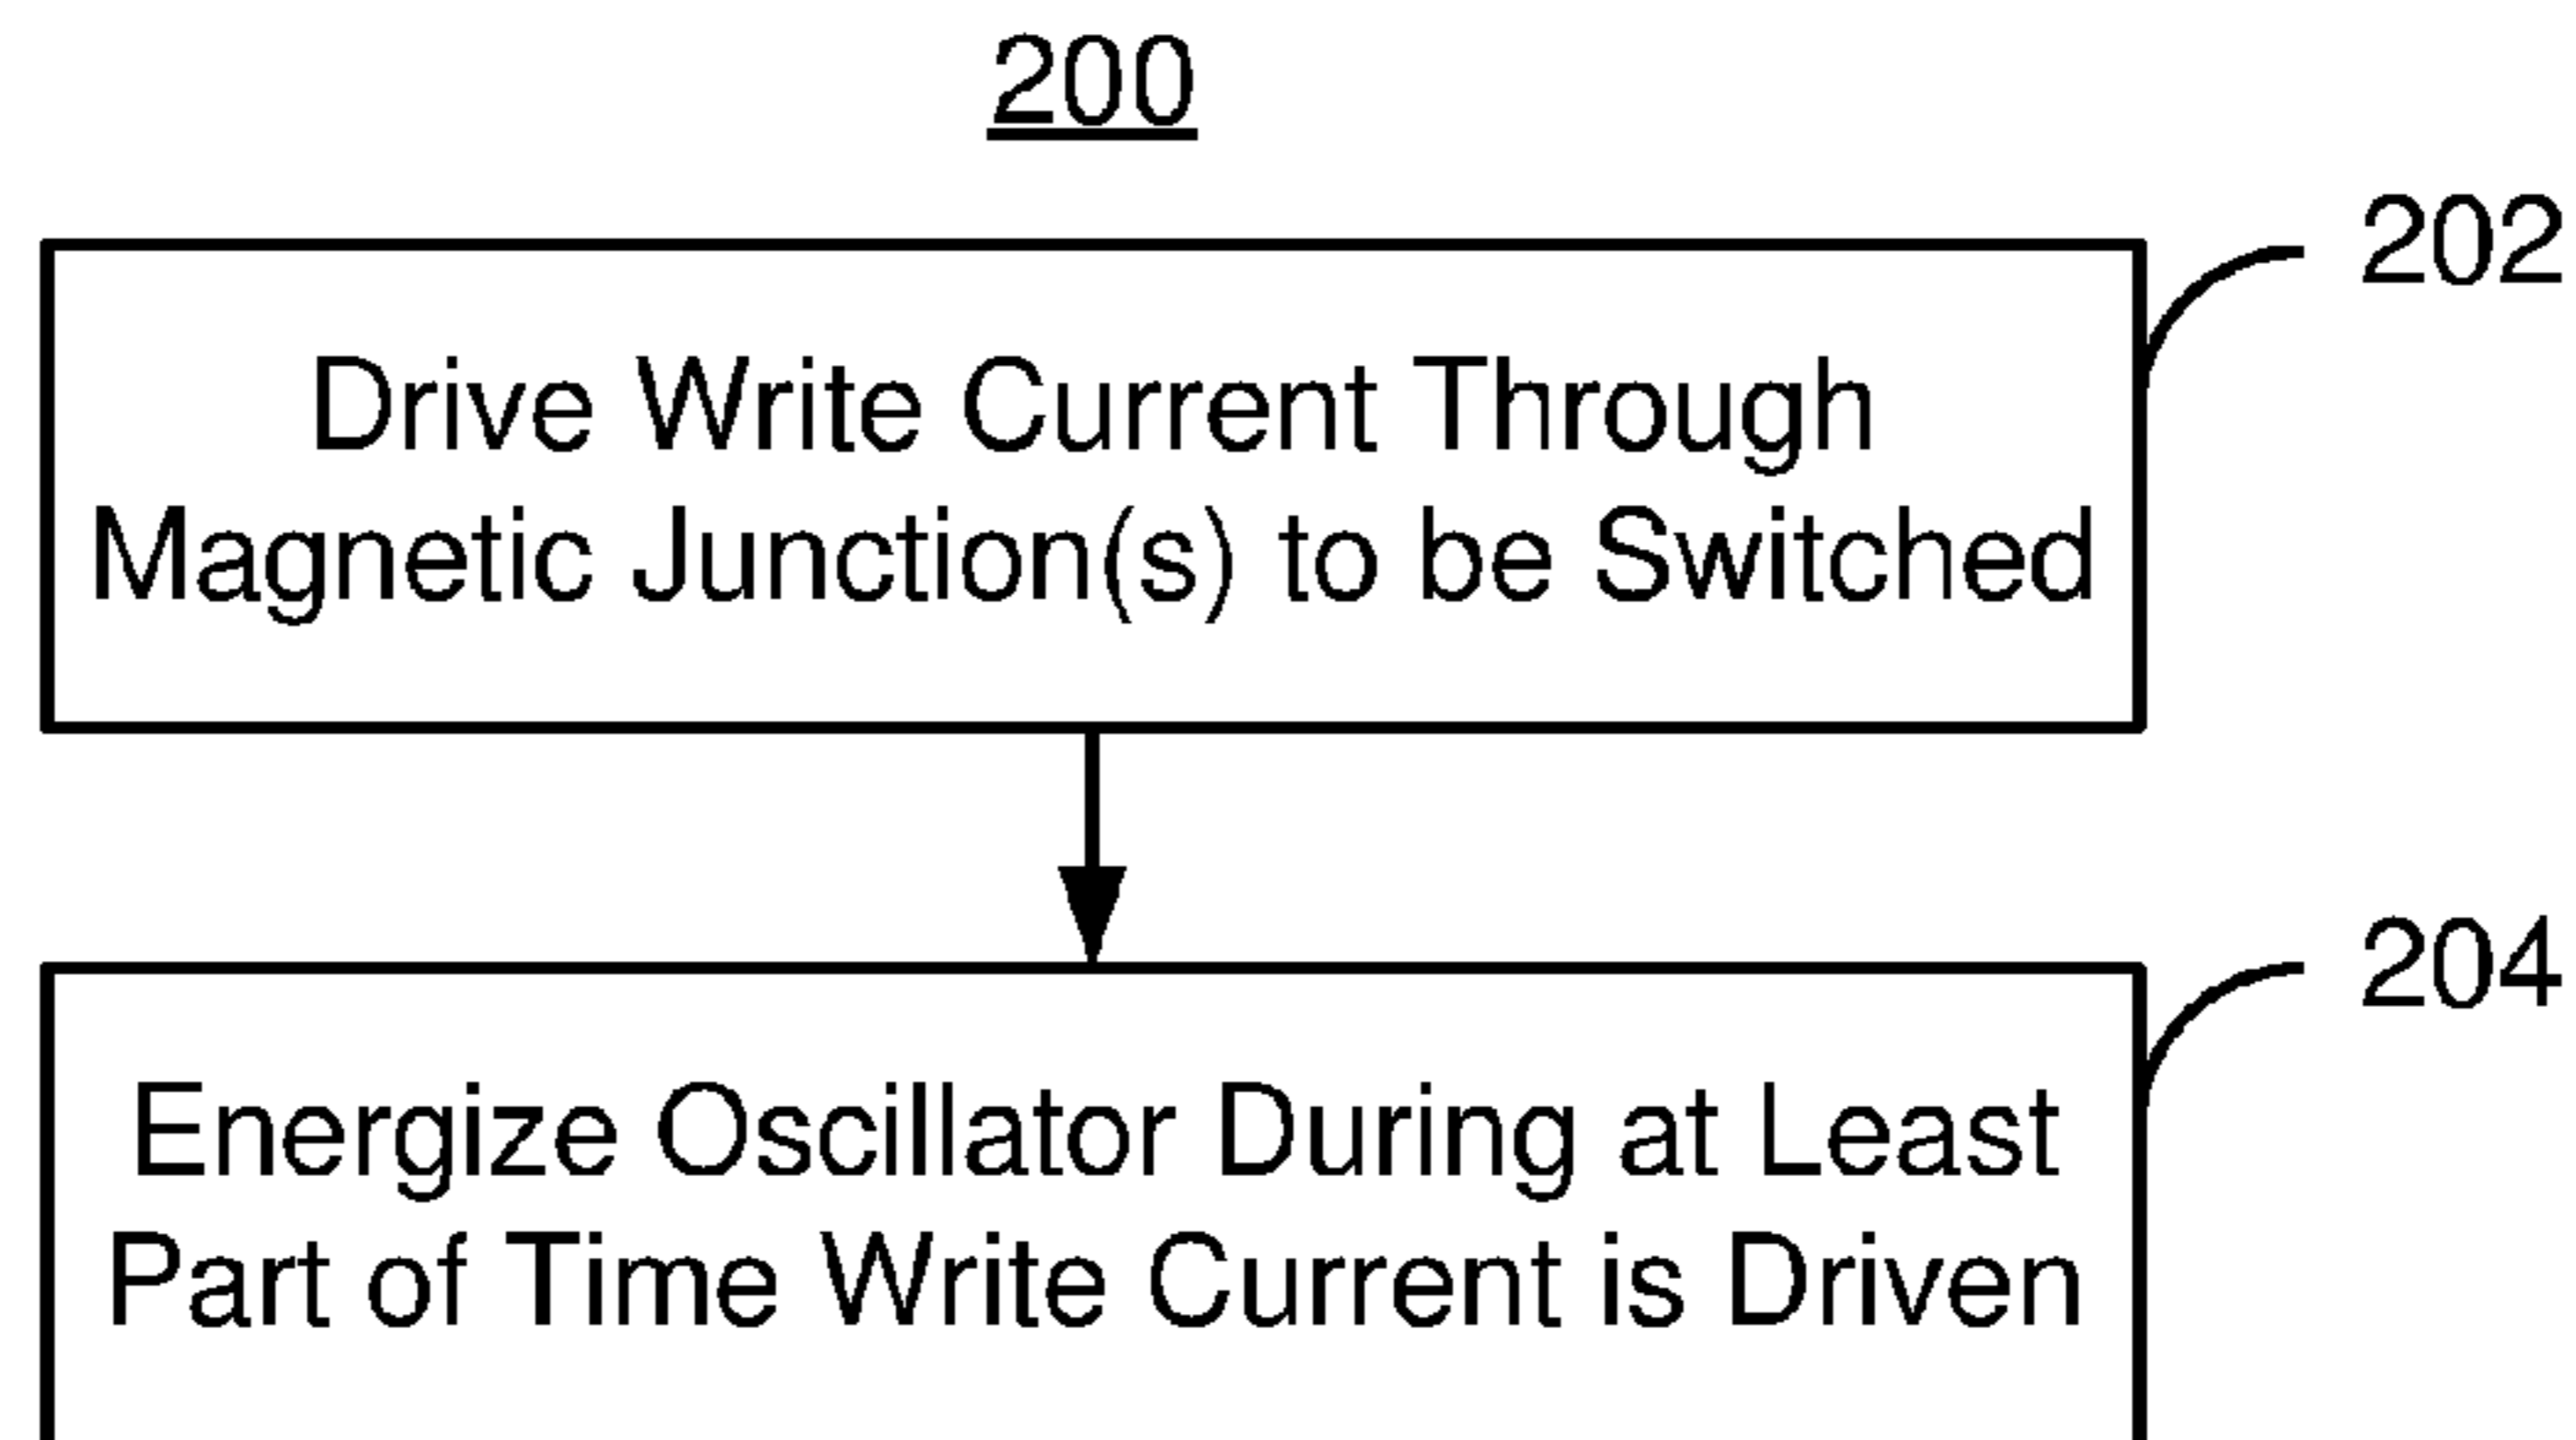 200
202
Drive Write Current Through
Magnetic Junction(s) to be Switched
204
Energize Oscillator During at Least
Part of Time Write Current is Driven